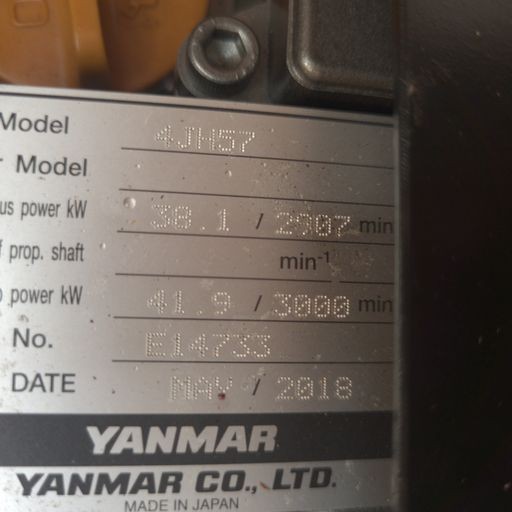 Model 4JH57
Model
us power kW 38.1 / 2907 min
prop. shaft min-1
power kW 41.9 / 3000 min
No. E14733
DATE MAY / 2018
YANMAR
YANMAR CO., LTD.
MADE IN JAPAN